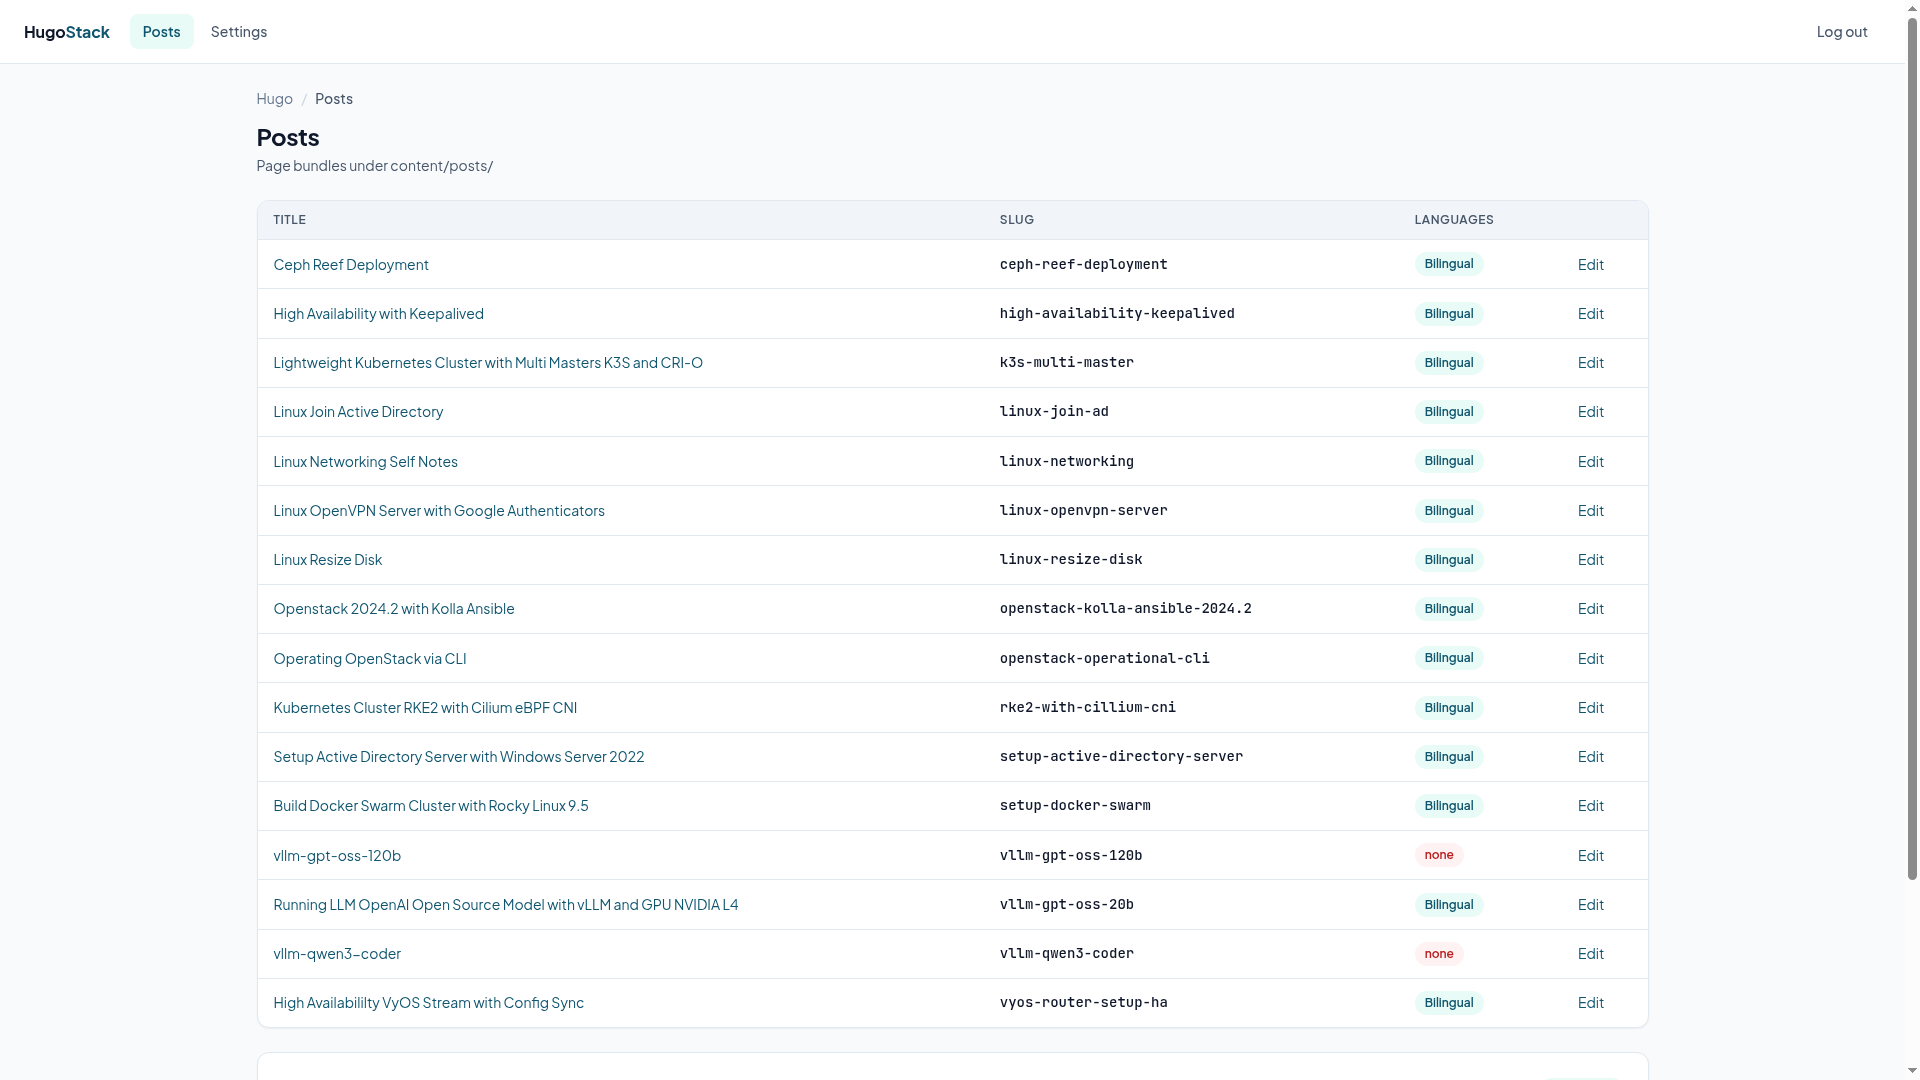 HugoStack Posts Settings Log out
Hugo / Posts
Posts
Page bundles under content/posts/
TITLE SLUG LANGUAGES
Ceph Reef Deployment ceph-reef-deployment Bilingual Edit
High Availability with Keepalived high-availability-keepalived Bilingual Edit
Lightweight Kubernetes Cluster with Multi Masters K3S and CRI-O k3s-multi-master Bilingual Edit
Linux Join Active Directory linux-join-ad Bilingual Edit
Linux Networking Self Notes linux-networking Bilingual Edit
Linux OpenVPN Server with Google Authenticators linux-openvpn-server Bilingual Edit
Linux Resize Disk linux-resize-disk Bilingual Edit
Openstack 2024.2 with Kolla Ansible openstack-kolla-ansible-2024.2 Bilingual Edit
Operating OpenStack via CLI openstack-operational-cli Bilingual Edit
Kubernetes Cluster RKE2 with Cilium eBPF CNI rke2-with-cillium-cni Bilingual Edit
Setup Active Directory Server with Windows Server 2022 setup-active-directory-server Bilingual Edit
Build Docker Swarm Cluster with Rocky Linux 9.5 setup-docker-swarm Bilingual Edit
vllm-gpt-oss-120b vllm-gpt-oss-120b none Edit
Running LLM OpenAI Open Source Model with vLLM and GPU NVIDIA L4 vllm-gpt-oss-20b Bilingual Edit
vllm-qwen3-coder vllm-qwen3-coder none Edit
High Availabililty VyOS Stream with Config Sync vyos-router-setup-ha Bilingual Edit